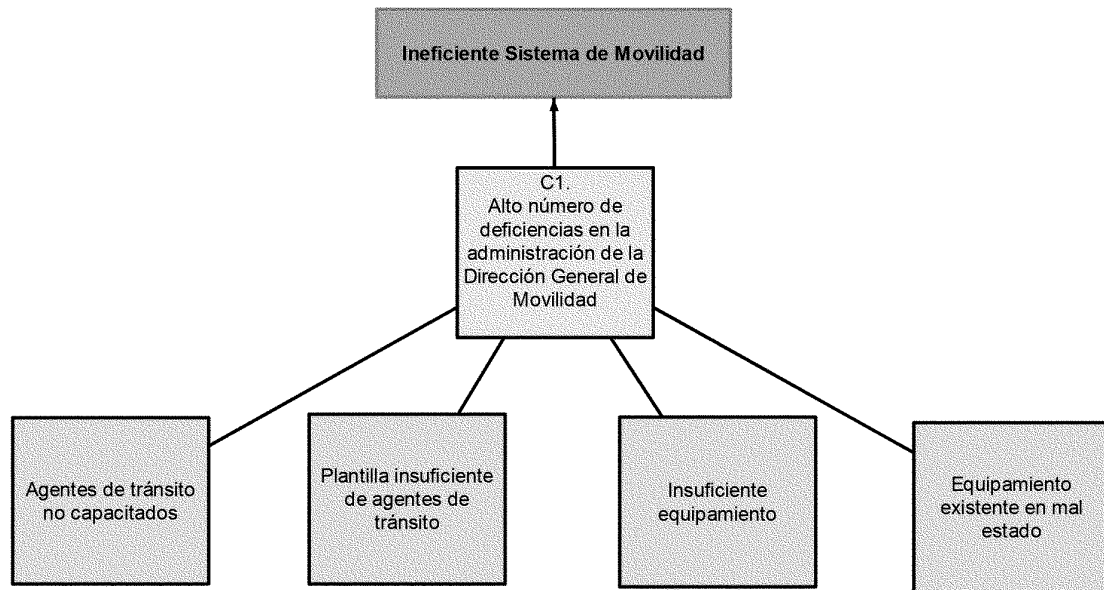 Ineficiente Sistema de Movilidad
C1.
Alto número de
deficiencias en la
administración de la
Dirección General de
Movilidad
Agentes de tránsito
no capacitados
Plantilla insuficiente
de agentes de
tránsito
Insuficiente
equipamiento
Equipamiento
existente en mal
estado